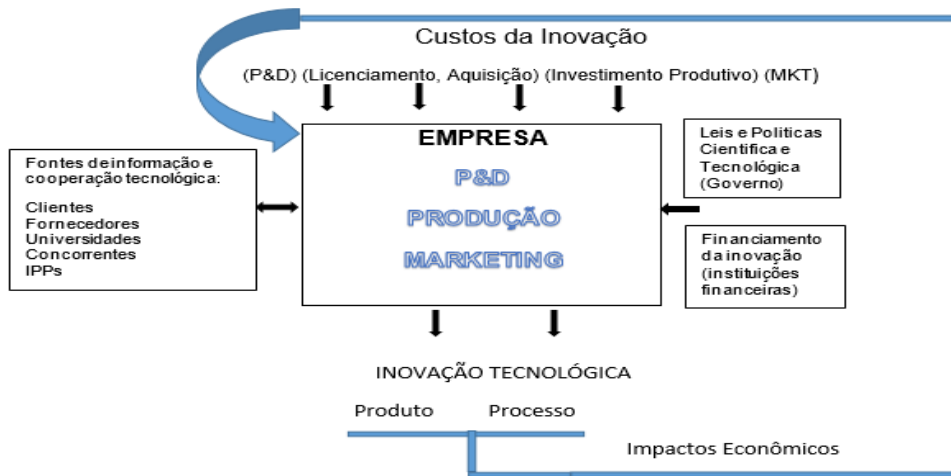 Custos da Inovação
(P&D) (Licenciamento, Aquisição) (Investimento Produtivo) (MKT)
EMPRESA
P&D
PRODUÇÃO
MARKETING
Fontes de informação e
cooperação tecnológica:
Clientes
Fornecedores
Universidades
Concorrentes
IPPs
Leis e Politicas
Cientifica e
Tecnológica
(Governo)
Financiamento
da inovação
(instituições
financeiras)
INOVAÇÃO TECNOLÓGICA
Produto Processo
Impactos Econômicos